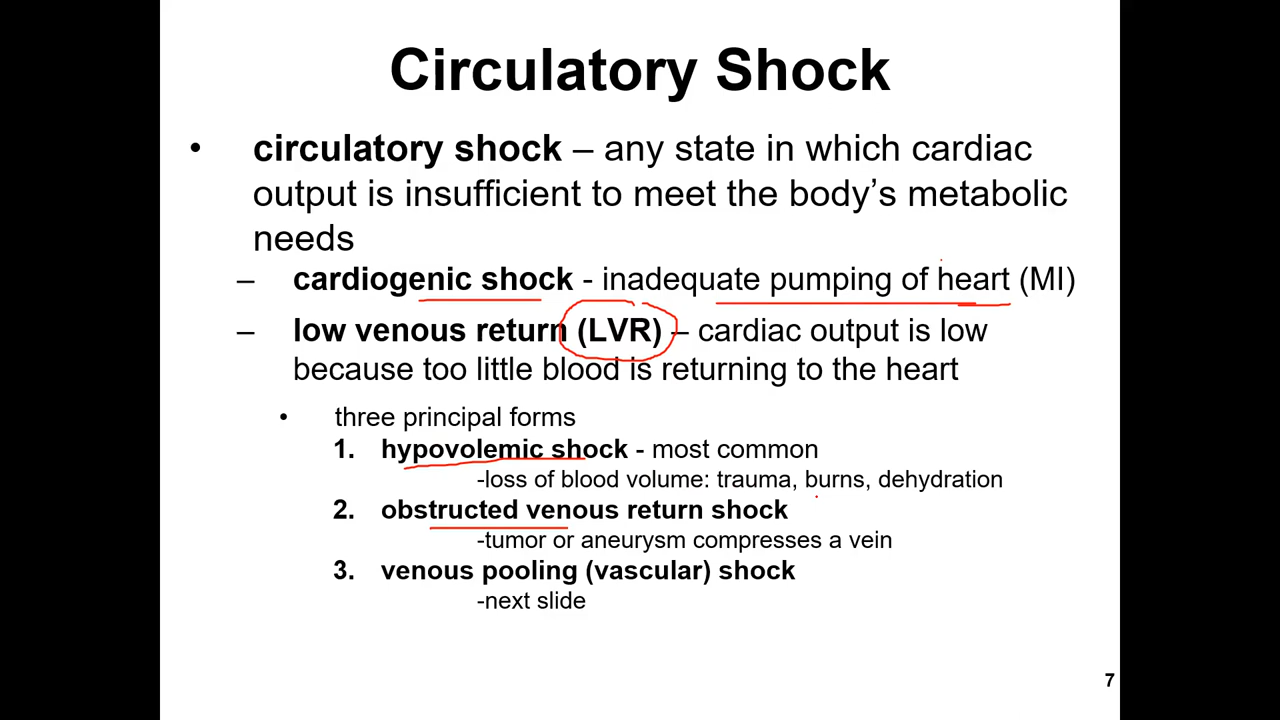 Circulatory Shock
• circulatory shock – any state in which cardiac
output is insufficient to meet the body’s metabolic
needs
– cardiogenic shock - inadequate pumping of heart (MI)
– low venous return (LVR) – cardiac output is low
because too little blood is returning to the heart
• three principal forms
1. hypovolemic shock - most common
-loss of blood volume: trauma, burns, dehydration
2. obstructed venous return shock
-tumor or aneurysm compresses a vein
3. venous pooling (vascular) shock
-next slide
7